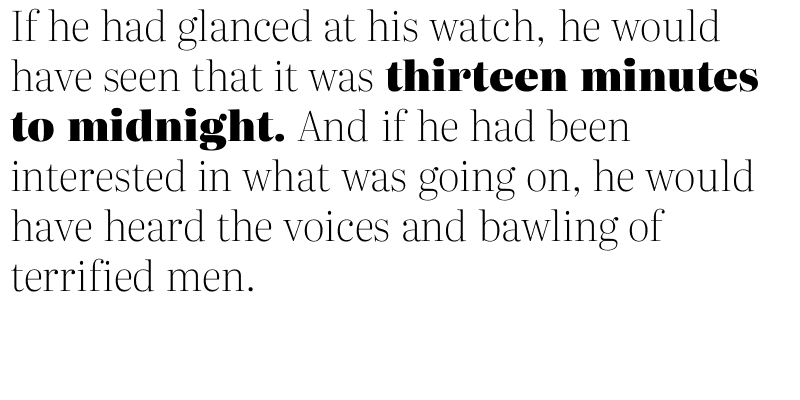 If he had glanced at his watch, he would
have seen that it was thirteen minutes
to midnight. And if he had been
interested in what was going on, he would
have heard the voices and bawling of
terrified men.